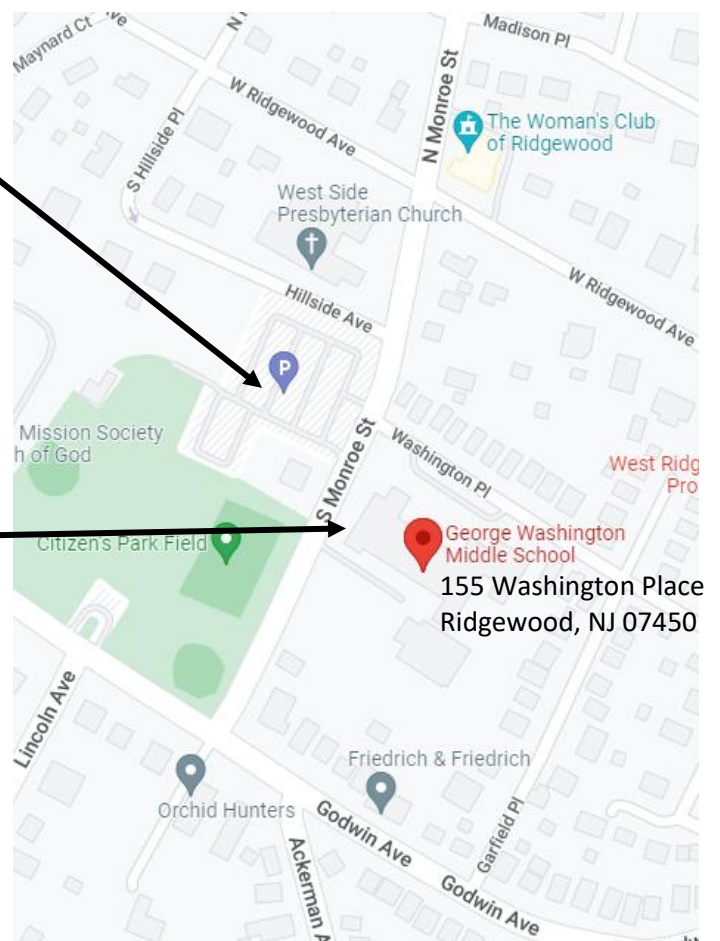 Maynard Ct
Madison Pl
N Monroe St
W Ridgewood Ave
The Woman's Club
of Ridgewood
S Hillside Pl
West Side
Presbyterian Church
W Ridgewood Ave
Hillside Ave
P
Mission Society
h of God
S Monroe St
Washington Pl
West Ridg
Pro
Citizen's Park Field
George Washington
Middle School
155 Washington Place
Ridgewood, NJ 07450
Lincoln Ave
Friedrich & Friedrich
Orchid Hunters
Godwin Ave
Garfield Pl
Ackerman A
Godwin Ave